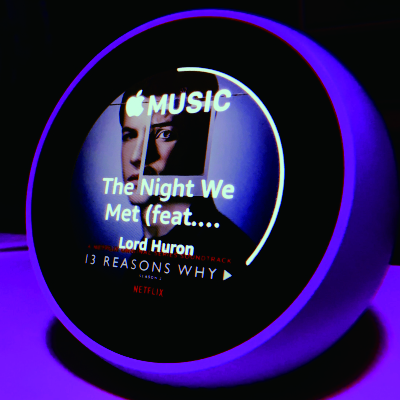 MUSIC
The Night We
Met (feat....
Lord Huron
13 REASONS WHY
NETFLIX